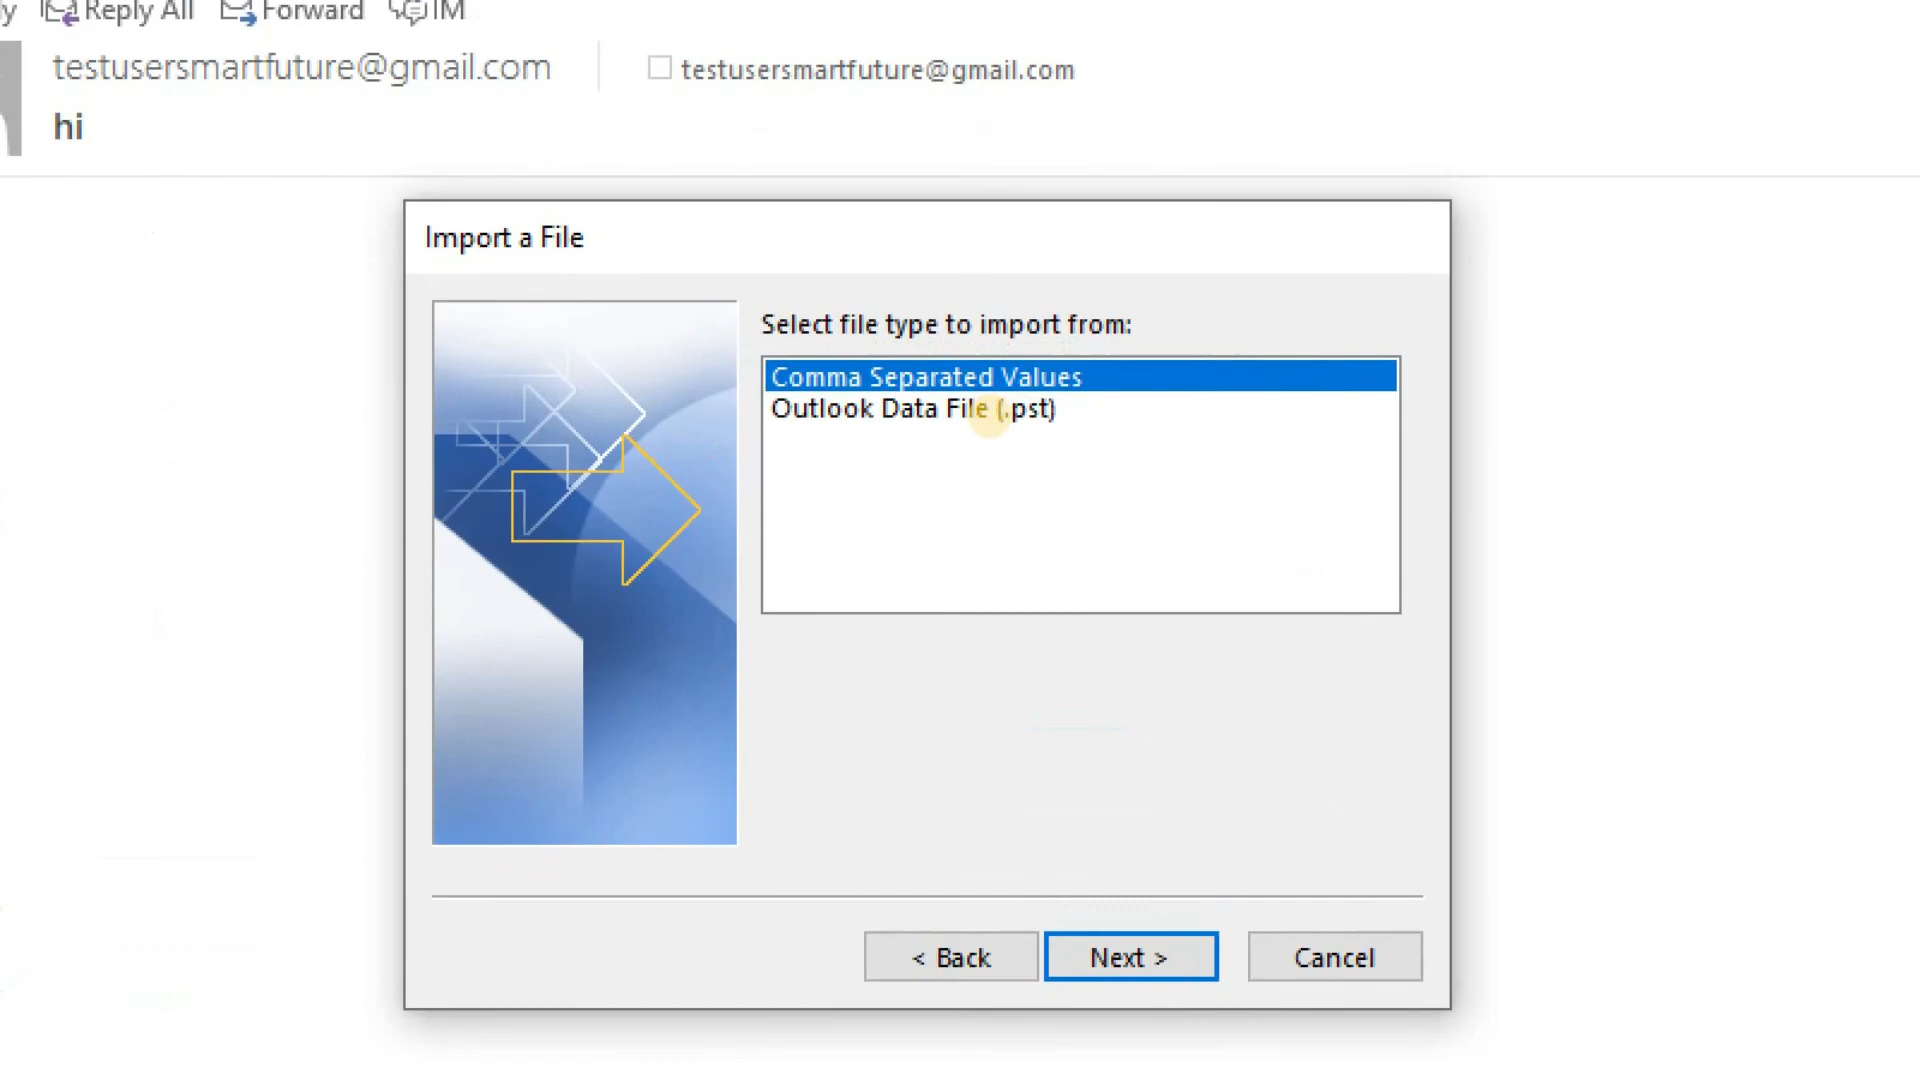 y Reply All Forward IM
testusersmartfuture@gmail.com testusersmartfuture@gmail.com
hi
Import a File
Select file type to import from:
Comma Separated Values
Outlook Data File (.pst)
< Back Next > Cancel